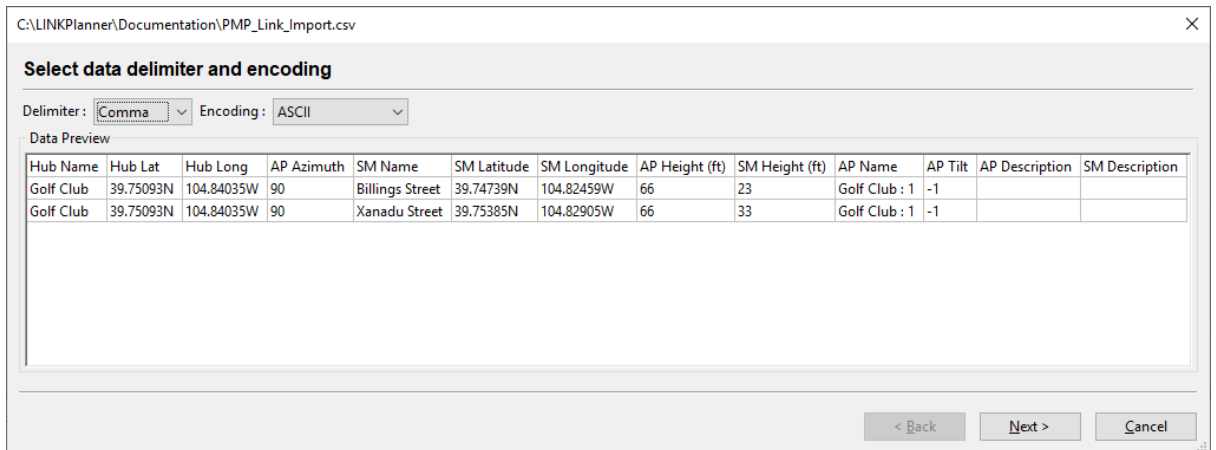 C:\LINKPlanner\Documentation\PMP_Link_Import.csv
Select data delimiter and encoding
Delimiter : Comma Encoding : ASCII
Data Preview
Hub Name Hub Lat Hub Long AP Azimuth SM Name SM Latitude SM Longitude AP Height (ft) SM Height (ft) AP Name AP Tilt AP Description SM Description
Golf Club 39.75093N 104.84035W 90 Billings Street 39.74739N 104.82459W 66 23 Golf Club : 1 -1
Golf Club 39.75093N 104.84035W 90 Xanadu Street 39.75385N 104.82905W 66 33 Golf Club : 1 -1
< Back Next > Cancel